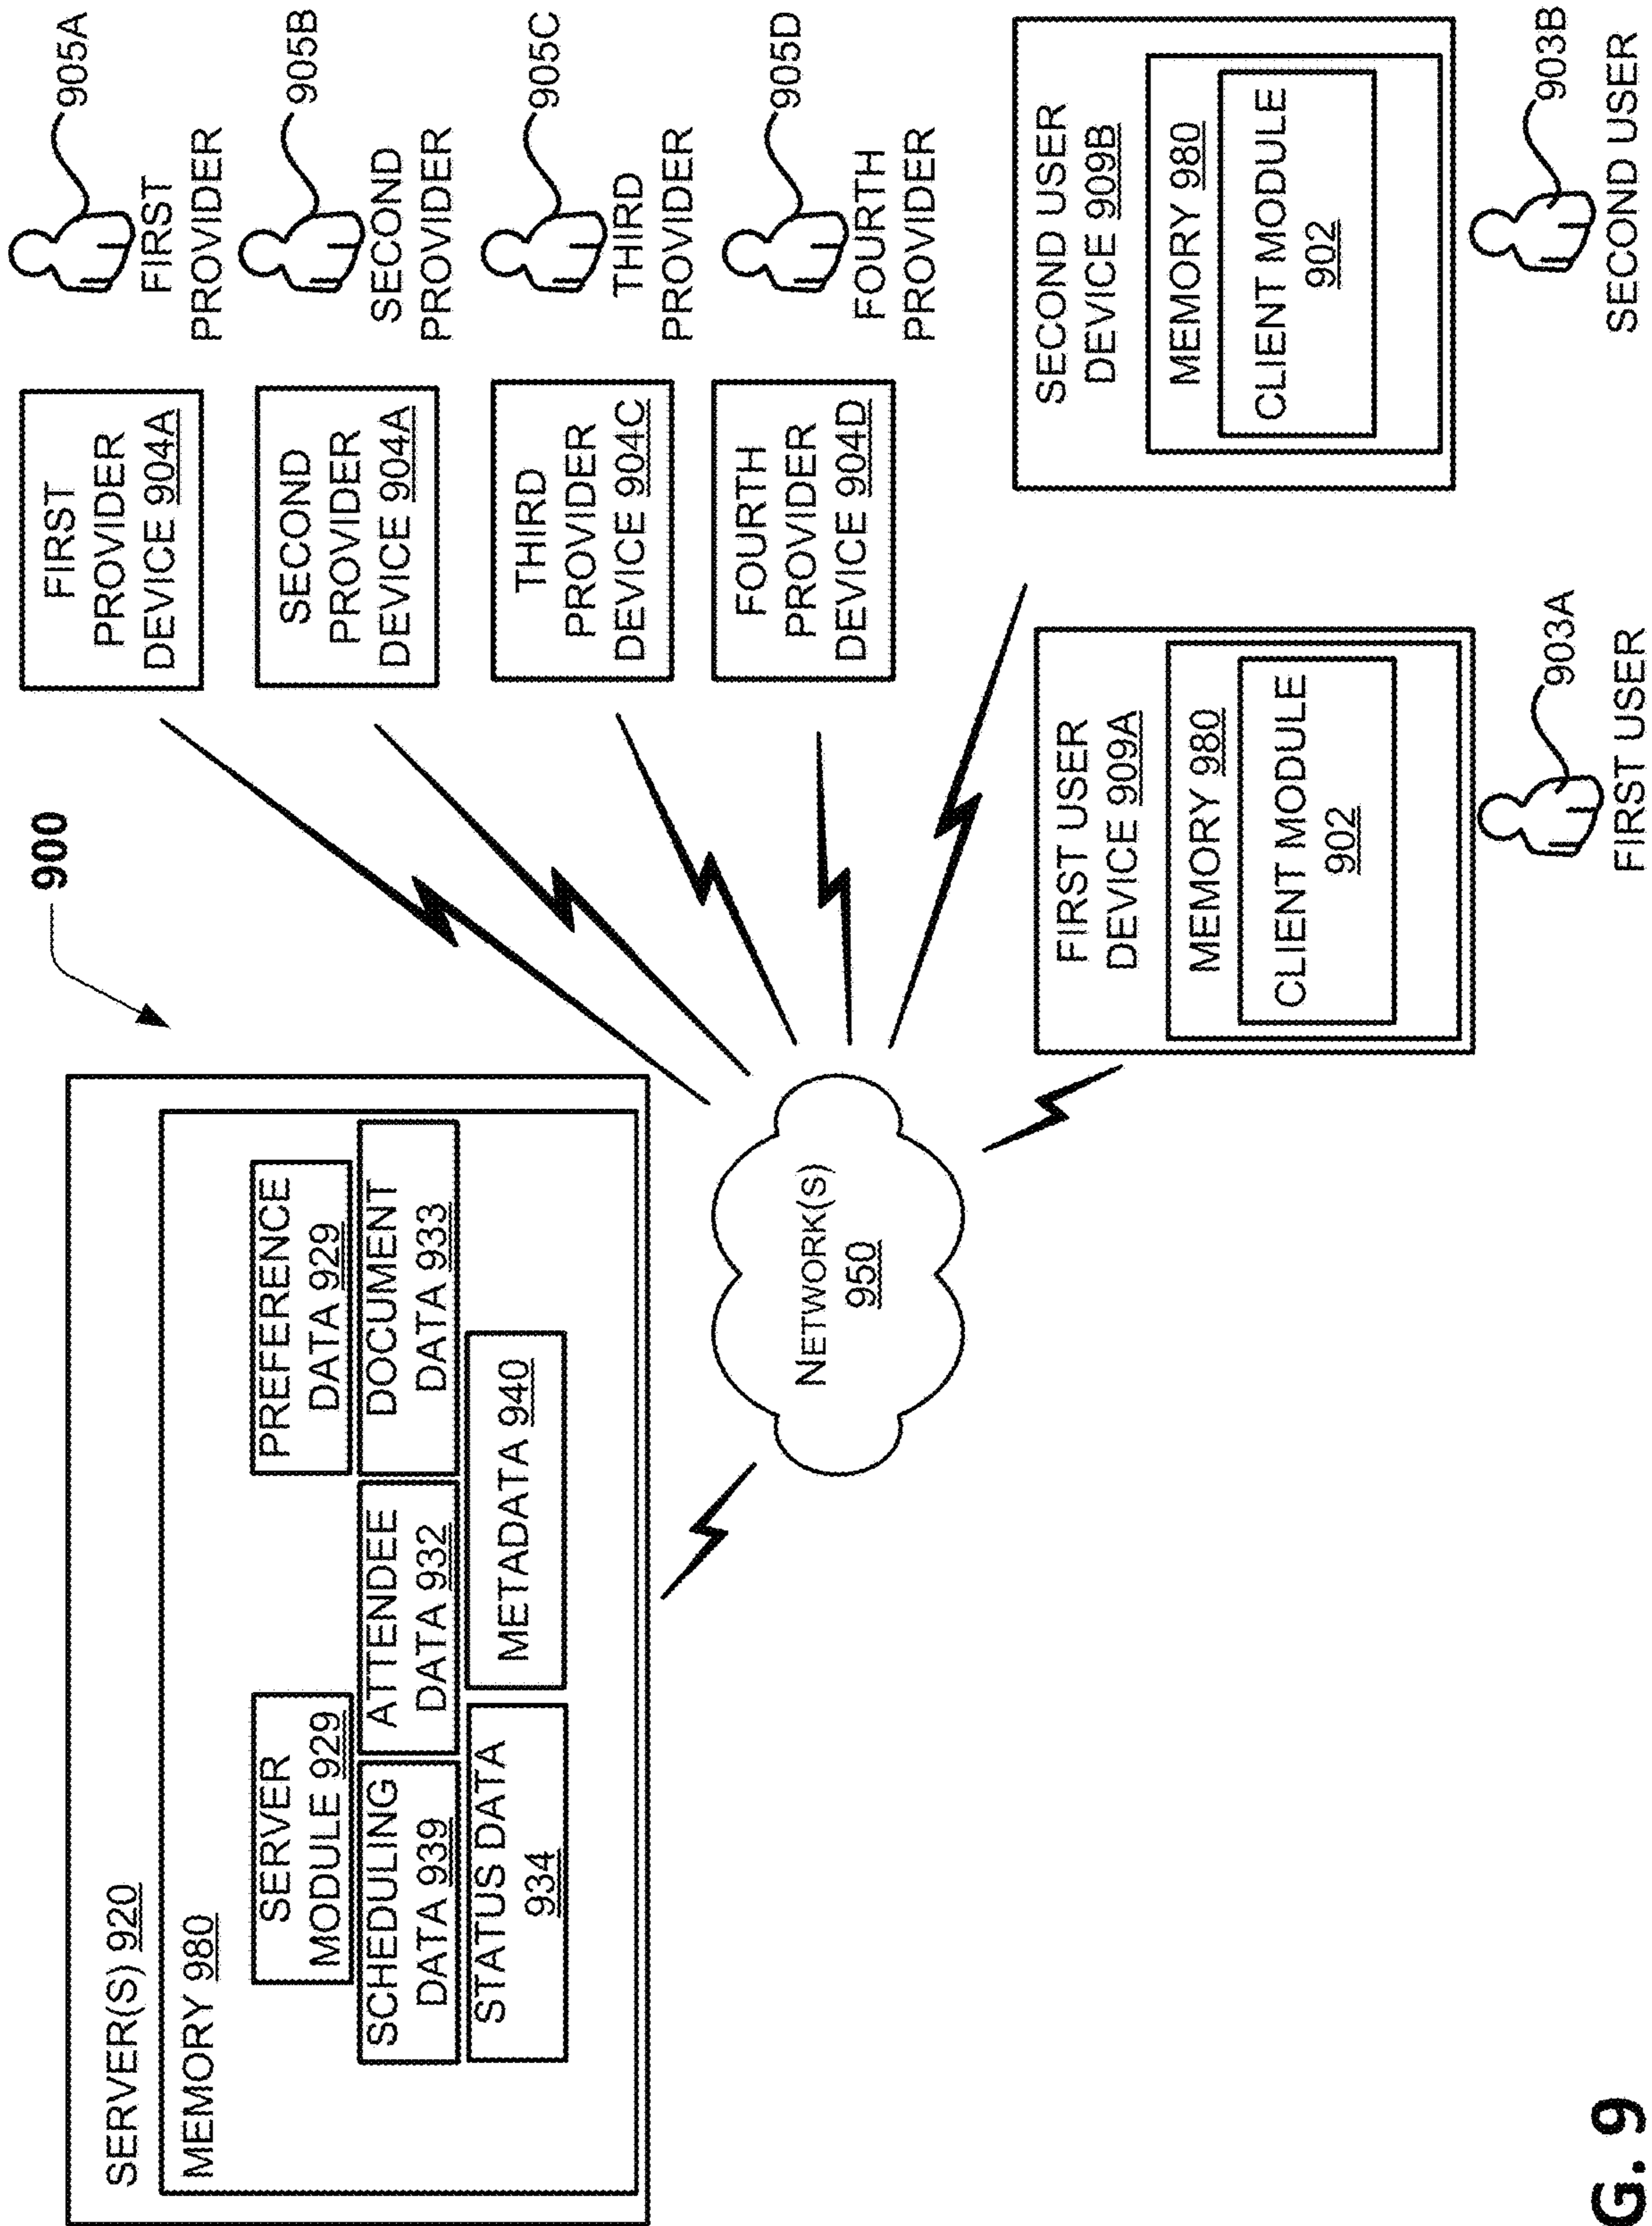 900
SERVER(S) 920
MEMORY 980
SERVER
MODULE 929
PREFERENCE
DATA 929
SCHEDULING
DATA 939
ATTENDEE
DATA 932
DOCUMENT
DATA 933
STATUS DATA
934
METADATA 940
NETWORK(S)
950
FIRST
PROVIDER
DEVICE 904A
905A
FIRST
PROVIDER
SECOND
PROVIDER
DEVICE 904A
905B
SECOND
PROVIDER
THIRD
PROVIDER
DEVICE 904C
905C
THIRD
PROVIDER
FOURTH
PROVIDER
DEVICE 904D
905D
FOURTH
PROVIDER
FIRST USER
DEVICE 909A
MEMORY 980
CLIENT MODULE
902
903A
FIRST USER
SECOND USER
DEVICE 909B
MEMORY 980
CLIENT MODULE
902
903B
SECOND USER
G. 9